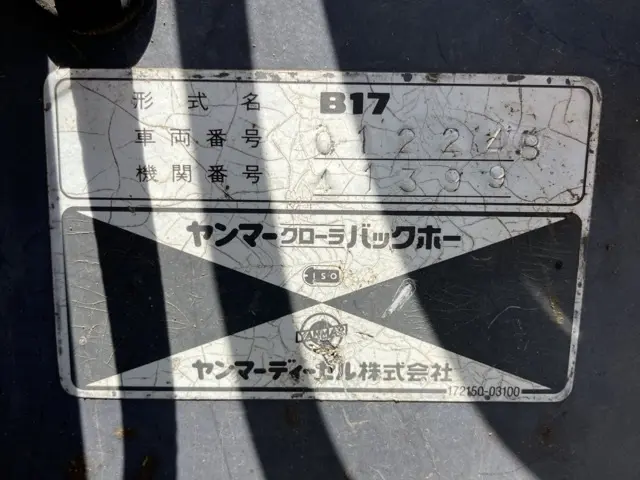 形式名 B17
車両番号 01224B
機関番号 11399
ヤンマークローラバックホー
ISO
YANMAR
ヤンマーディーゼル株式会社
172150-03100